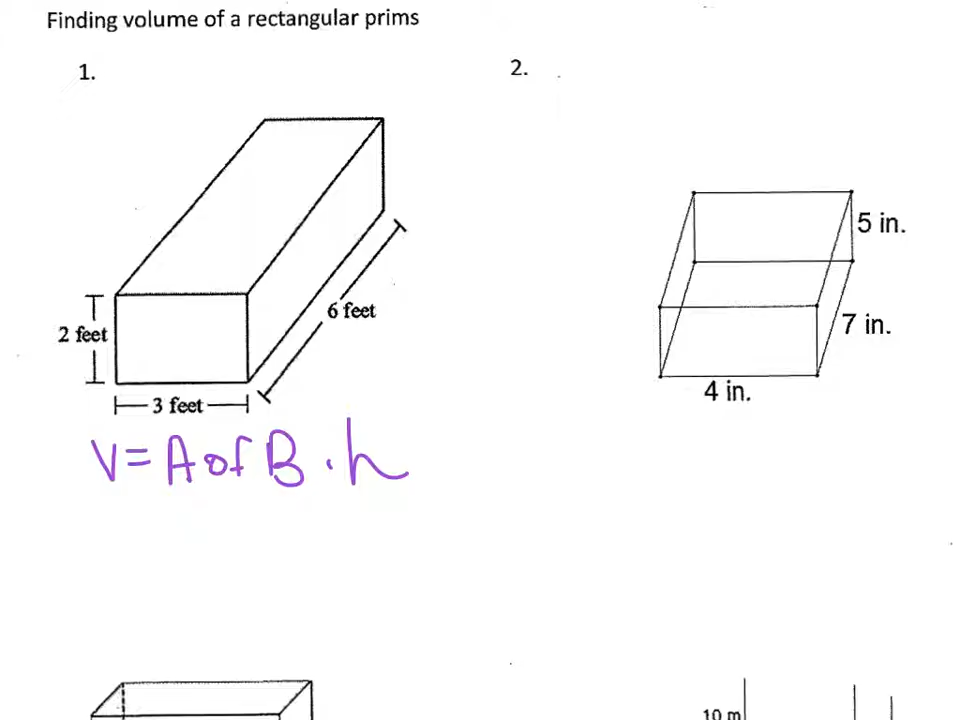 Finding volume of a rectangular prims
1.
2.
5 in.
2 feet
6 feet
7 in.
3 feet
4 in.
V = A of B · h
10 m